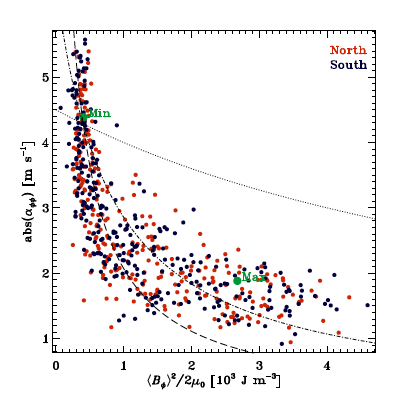 North
South
Min
Max
5
4
3
2
1
0 1 2 3 4
abs(α_ϕϕ) [m s⁻¹]
⟨B_ϕ⟩²/2μ₀ [10³ J m⁻³]